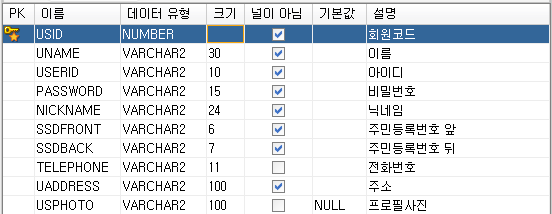 PK 이름 데이터 유형 크기 널이 아님 기본값 설명
USID NUMBER 회원코드
UNAME VARCHAR2 30 이름
USERID VARCHAR2 10 아이디
PASSWORD VARCHAR2 15 비밀번호
NICKNAME VARCHAR2 24 닉네임
SSDFRONT VARCHAR2 6 주민등록번호 앞
SSDBACK VARCHAR2 7 주민등록번호 뒤
TELEPHONE VARCHAR2 11 전화번호
UADDRESS VARCHAR2 100 주소
USPHOTO VARCHAR2 100 NULL 프로필사진